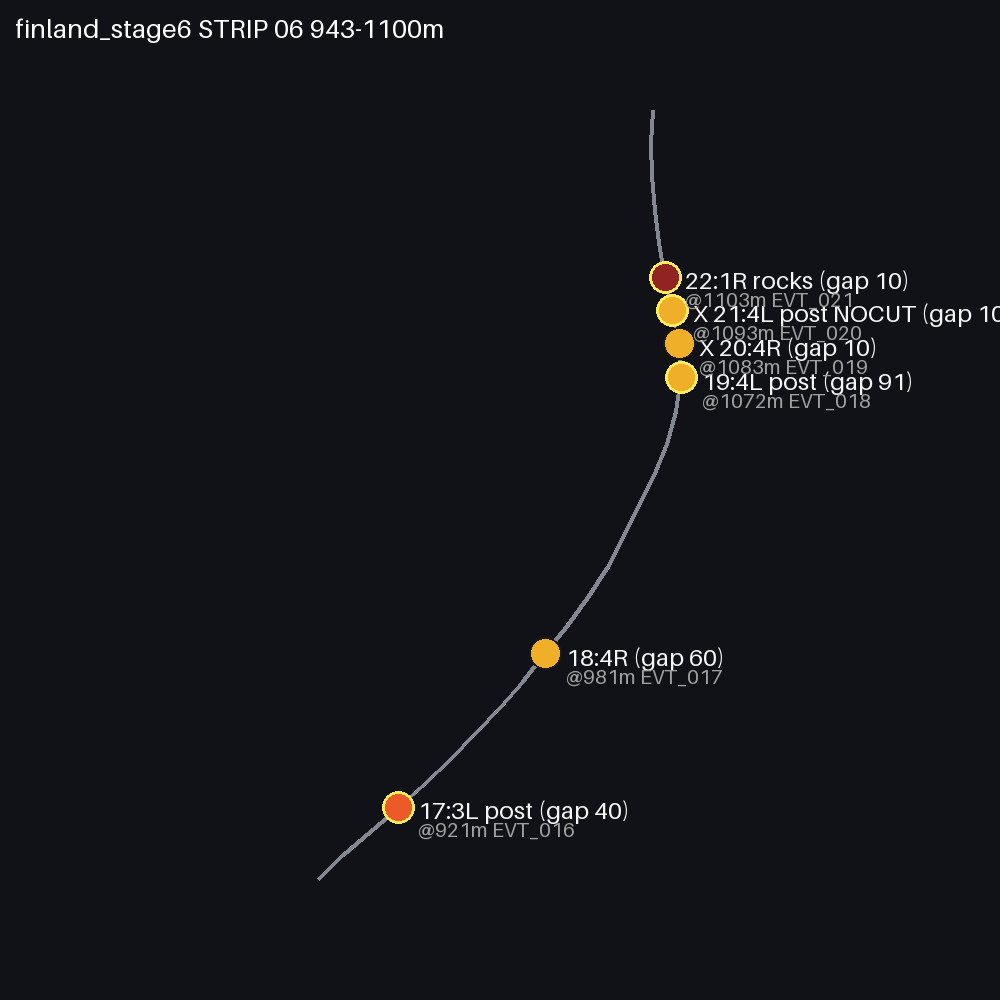 finland_stage6 STRIP 06 943-1100m
22:1R rocks (gap 10)
@1103m EVT_021
X 21:4L post NOCUT (gap 10
@1093m EVT_020
X 20:4R (gap 10)
@1083m EVT_019
19:4L post (gap 91)
@1072m EVT_018
18:4R (gap 60)
@981m EVT_017
17:3L post (gap 40)
@921m EVT_016